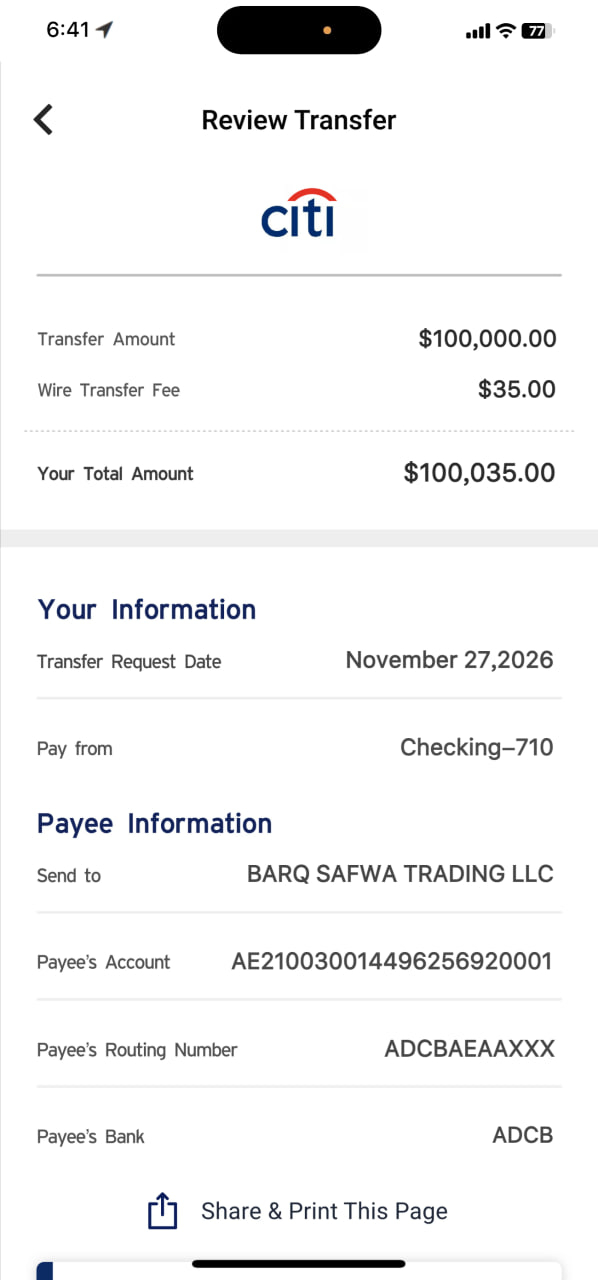 6:41
77
Review Transfer
citi
Transfer Amount $100,000.00
Wire Transfer Fee $35.00
Your Total Amount $100,035.00
Your Information
Transfer Request Date November 27,2026
Pay from Checking–710
Payee Information
Send to BARQ SAFWA TRADING LLC
Payee's Account AE210030014496256920001
Payee's Routing Number ADCBAEAAXXX
Payee's Bank ADCB
Share & Print This Page